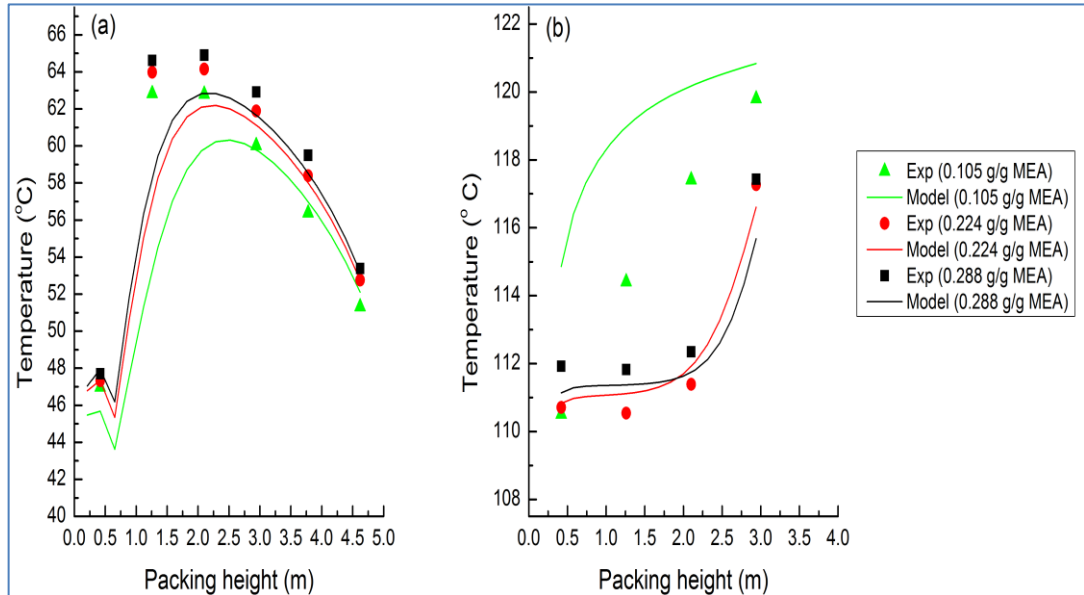 (a)
Temperature (°C)
66
64
62
60
58
56
54
52
50
48
46
44
42
40
0.0 0.5 1.0 1.5 2.0 2.5 3.0 3.5 4.0 4.5 5.0
Packing height (m)
(b)
Temperature (° C)
122
120
118
116
114
112
110
108
0.0 0.5 1.0 1.5 2.0 2.5 3.0 3.5 4.0
Packing height (m)
Exp (0.105 g/g MEA)
Model (0.105 g/g MEA)
Exp (0.224 g/g MEA)
Model (0.224 g/g MEA)
Exp (0.288 g/g MEA)
Model (0.288 g/g MEA)